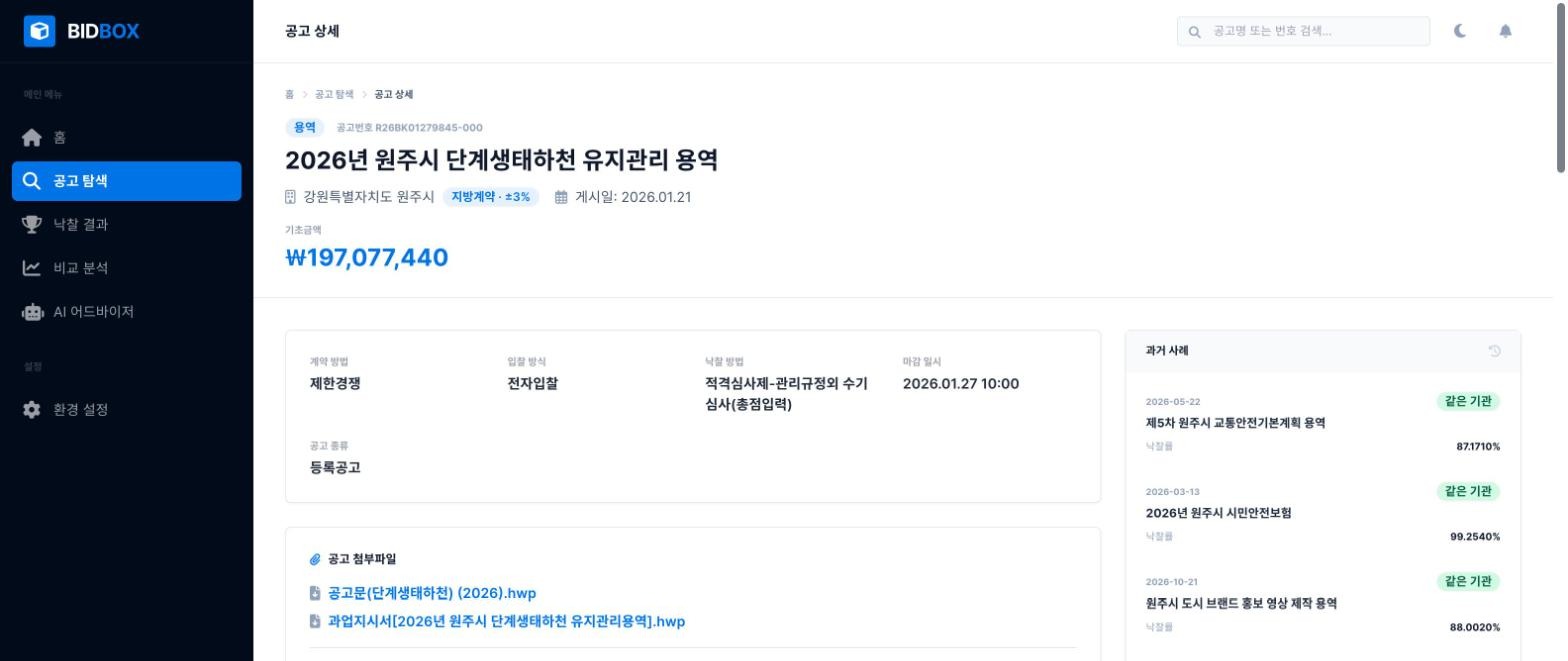 BIDBOX
메인 메뉴
홈
공고 탐색
낙찰 결과
비교 분석
AI 어드바이저
설정
환경 설정
공고 상세
공고명 또는 번호 검색...
홈 > 공고 탐색 > 공고 상세
용역 공고번호 R26BK01279845-000
2026년 원주시 단계생태하천 유지관리 용역
강원특별자치도 원주시 지방계약 · ±3% 게시일: 2026.01.21
기초금액
₩197,077,440
계약 방법
제한경쟁
입찰 방식
전자입찰
낙찰 방법
적격심사제-관리규정외 수기
심사(총점입력)
마감 일시
2026.01.27 10:00
공고 종류
등록공고
공고 첨부파일
공고문(단계생태하천) (2026).hwp
과업지시서[2026년 원주시 단계생태하천 유지관리용역].hwp
과거 사례
2026-05-22 같은 기관
제5차 원주시 교통안전기본계획 용역
낙찰률 87.1710%
2026-03-13 같은 기관
2026년 원주시 시민안전보험
낙찰률 99.2540%
2026-10-21 같은 기관
원주시 도시 브랜드 홍보 영상 제작 용역
낙찰률 88.0020%